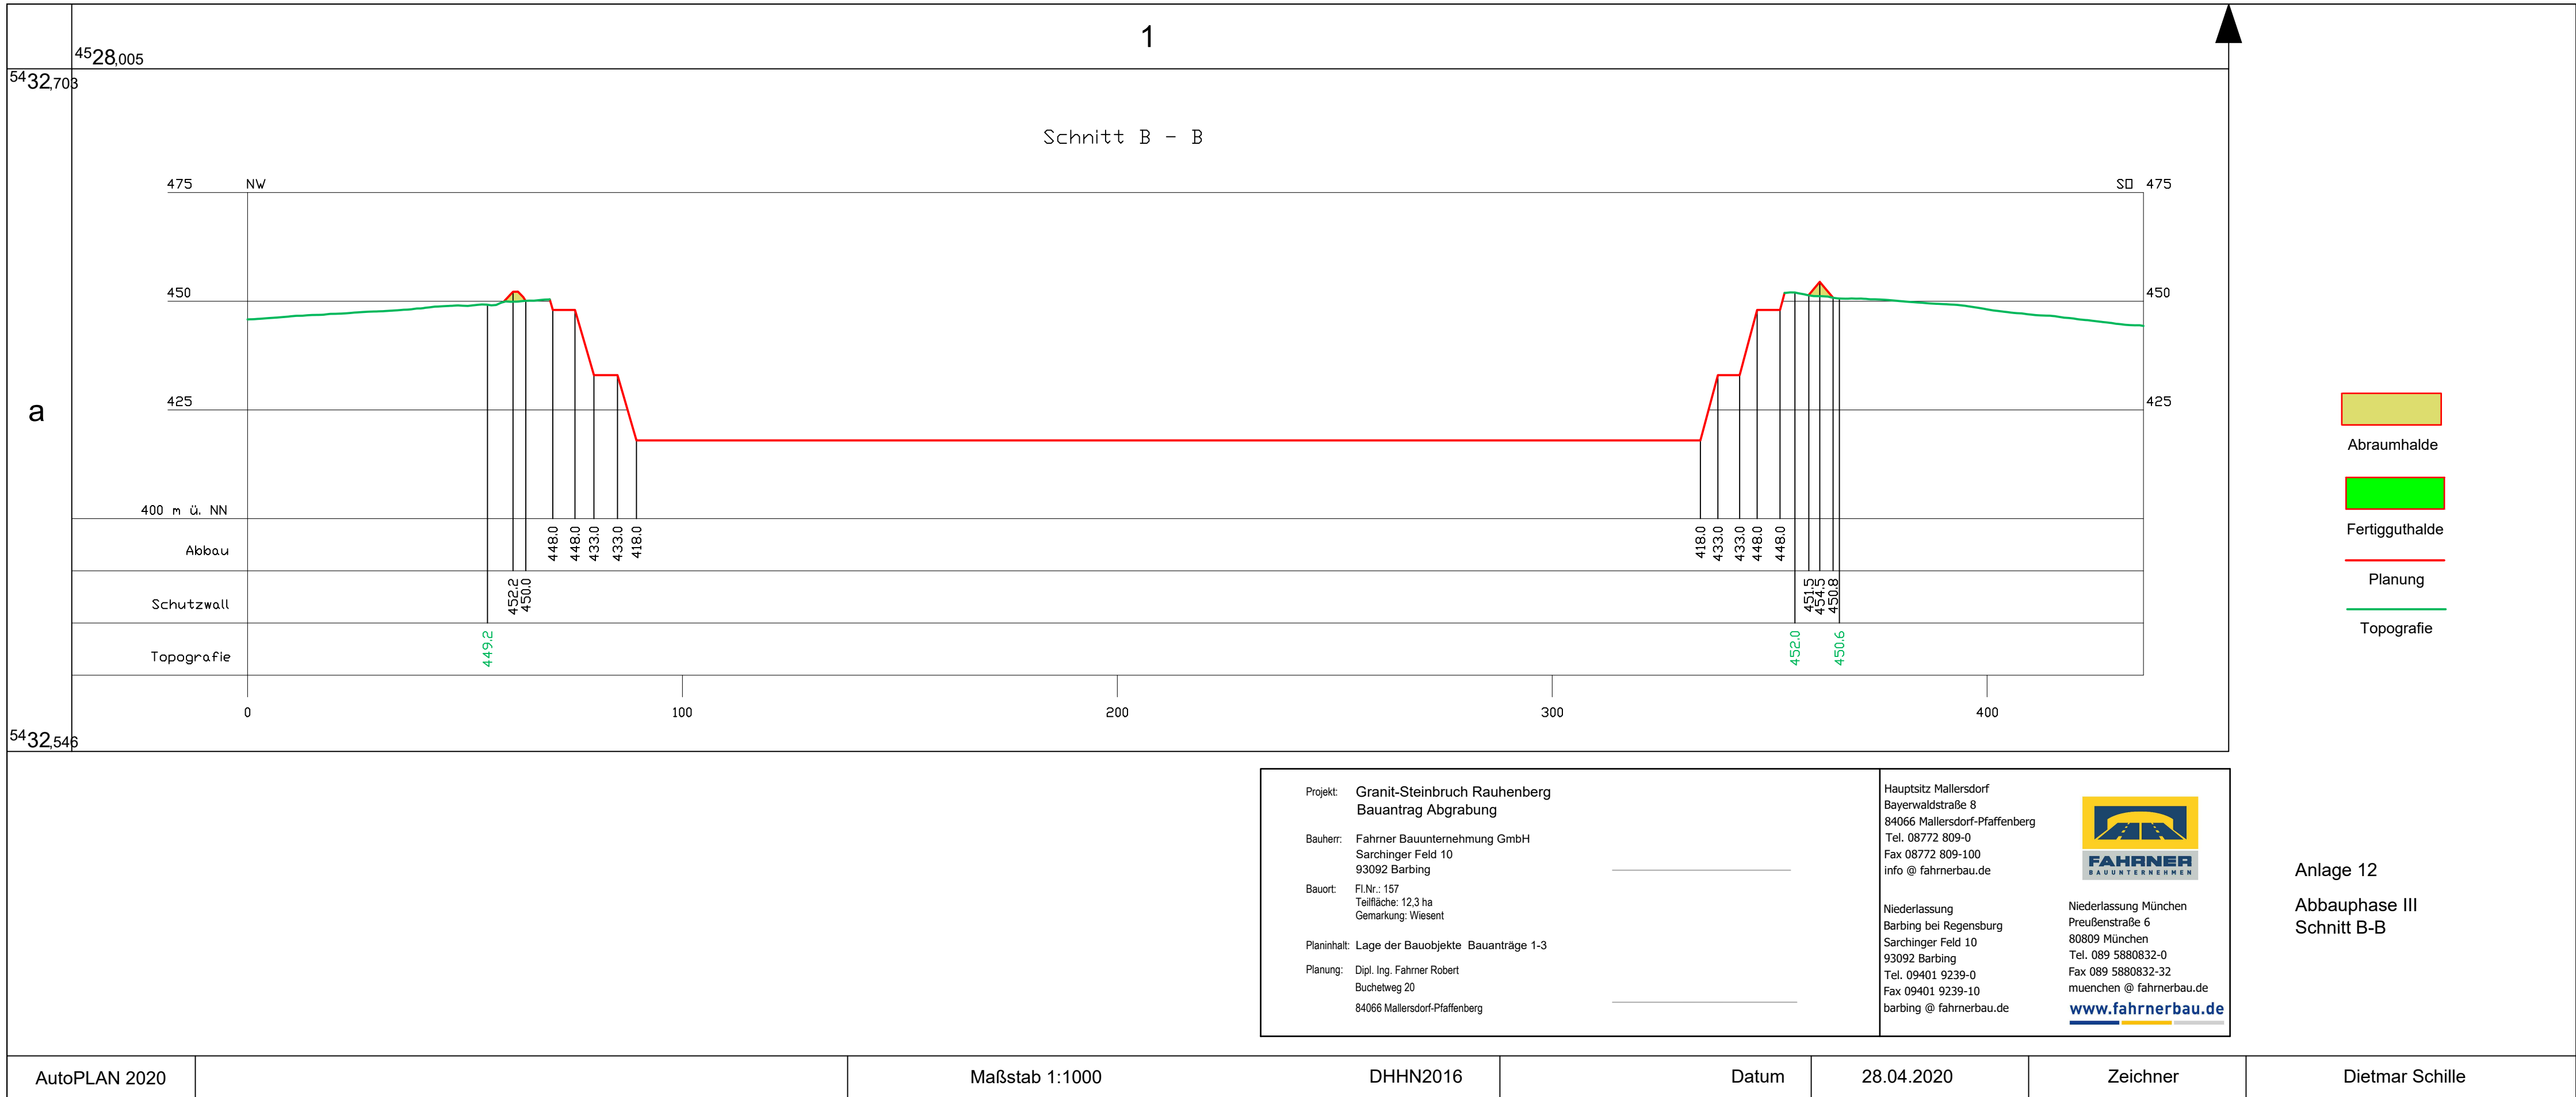 1
4528,005
5432,703
Schnitt B - B
475 NW SO 475
450 450
425 425
a
400 m ü. NN
Abbau 448.0 448.0 433.0 433.0 418.0 418.0 433.0 433.0 448.0 448.0
Schutzwall 452.2 450.0 451.5 454.5 450.8
Topografie 449.2 452.0 450.6
0 100 200 300 400
5432,546
Abraumhalde
Fertigguthalde
Planung
Topografie
Projekt: Granit-Steinbruch Rauhenberg
Bauantrag Abgrabung
Bauherr: Fahrner Bauunternehmung GmbH
Sarchinger Feld 10
93092 Barbing
Bauort: Fl.Nr.: 157
Teilfläche: 12,3 ha
Gemarkung: Wiesent
Planinhalt: Lage der Bauobjekte Bauanträge 1-3
Planung: Dipl. Ing. Fahrner Robert
Buchetweg 20
84066 Mallersdorf-Pfaffenberg
Hauptsitz Mallersdorf
Bayerwaldstraße 8
84066 Mallersdorf-Pfaffenberg
Tel. 08772 809-0
Fax 08772 809-100
info @ fahrnerbau.de
Niederlassung
Barbing bei Regensburg
Sarchinger Feld 10
93092 Barbing
Tel. 09401 9239-0
Fax 09401 9239-10
barbing @ fahrnerbau.de
FAHRNER
BAUUNTERNEHMEN
Niederlassung München
Preußenstraße 6
80809 München
Tel. 089 5880832-0
Fax 089 5880832-32
muenchen @ fahrnerbau.de
www.fahrnerbau.de
Anlage 12
Abbauphase III
Schnitt B-B
AutoPLAN 2020 Maßstab 1:1000 DHHN2016 Datum 28.04.2020 Zeichner Dietmar Schille